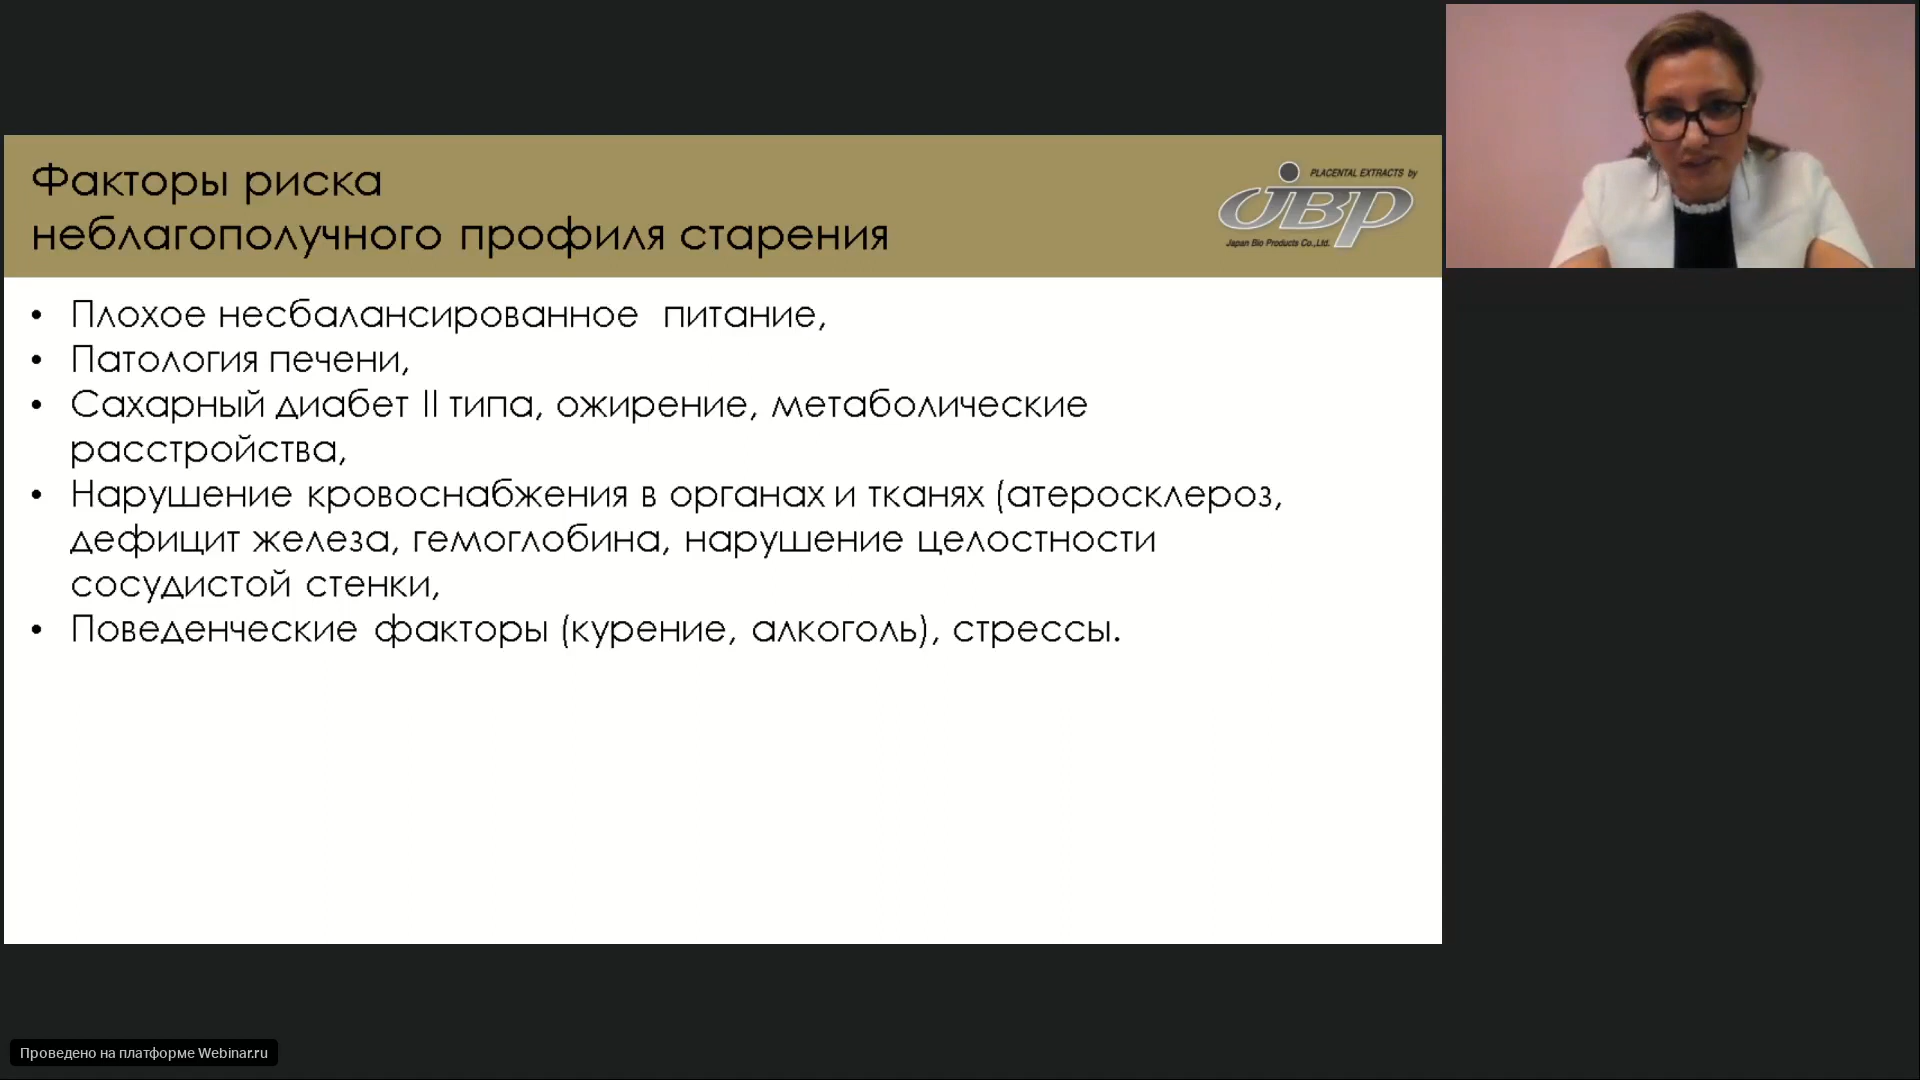 Факторы риска
неблагополучного профиля старения
PLACENTAL EXTRACTS by
JBP
Japan Bio Products Co.,Ltd.
• Плохое несбалансированное  питание,
• Патология печени,
• Сахарный диабет II типа, ожирение, метаболические
расстройства,
• Нарушение кровоснабжения в органах и тканях (атеросклероз,
дефицит железа, гемоглобина, нарушение целостности
сосудистой стенки,
• Поведенческие факторы (курение, алкоголь), стрессы.
Проведено на платформе Webinar.ru